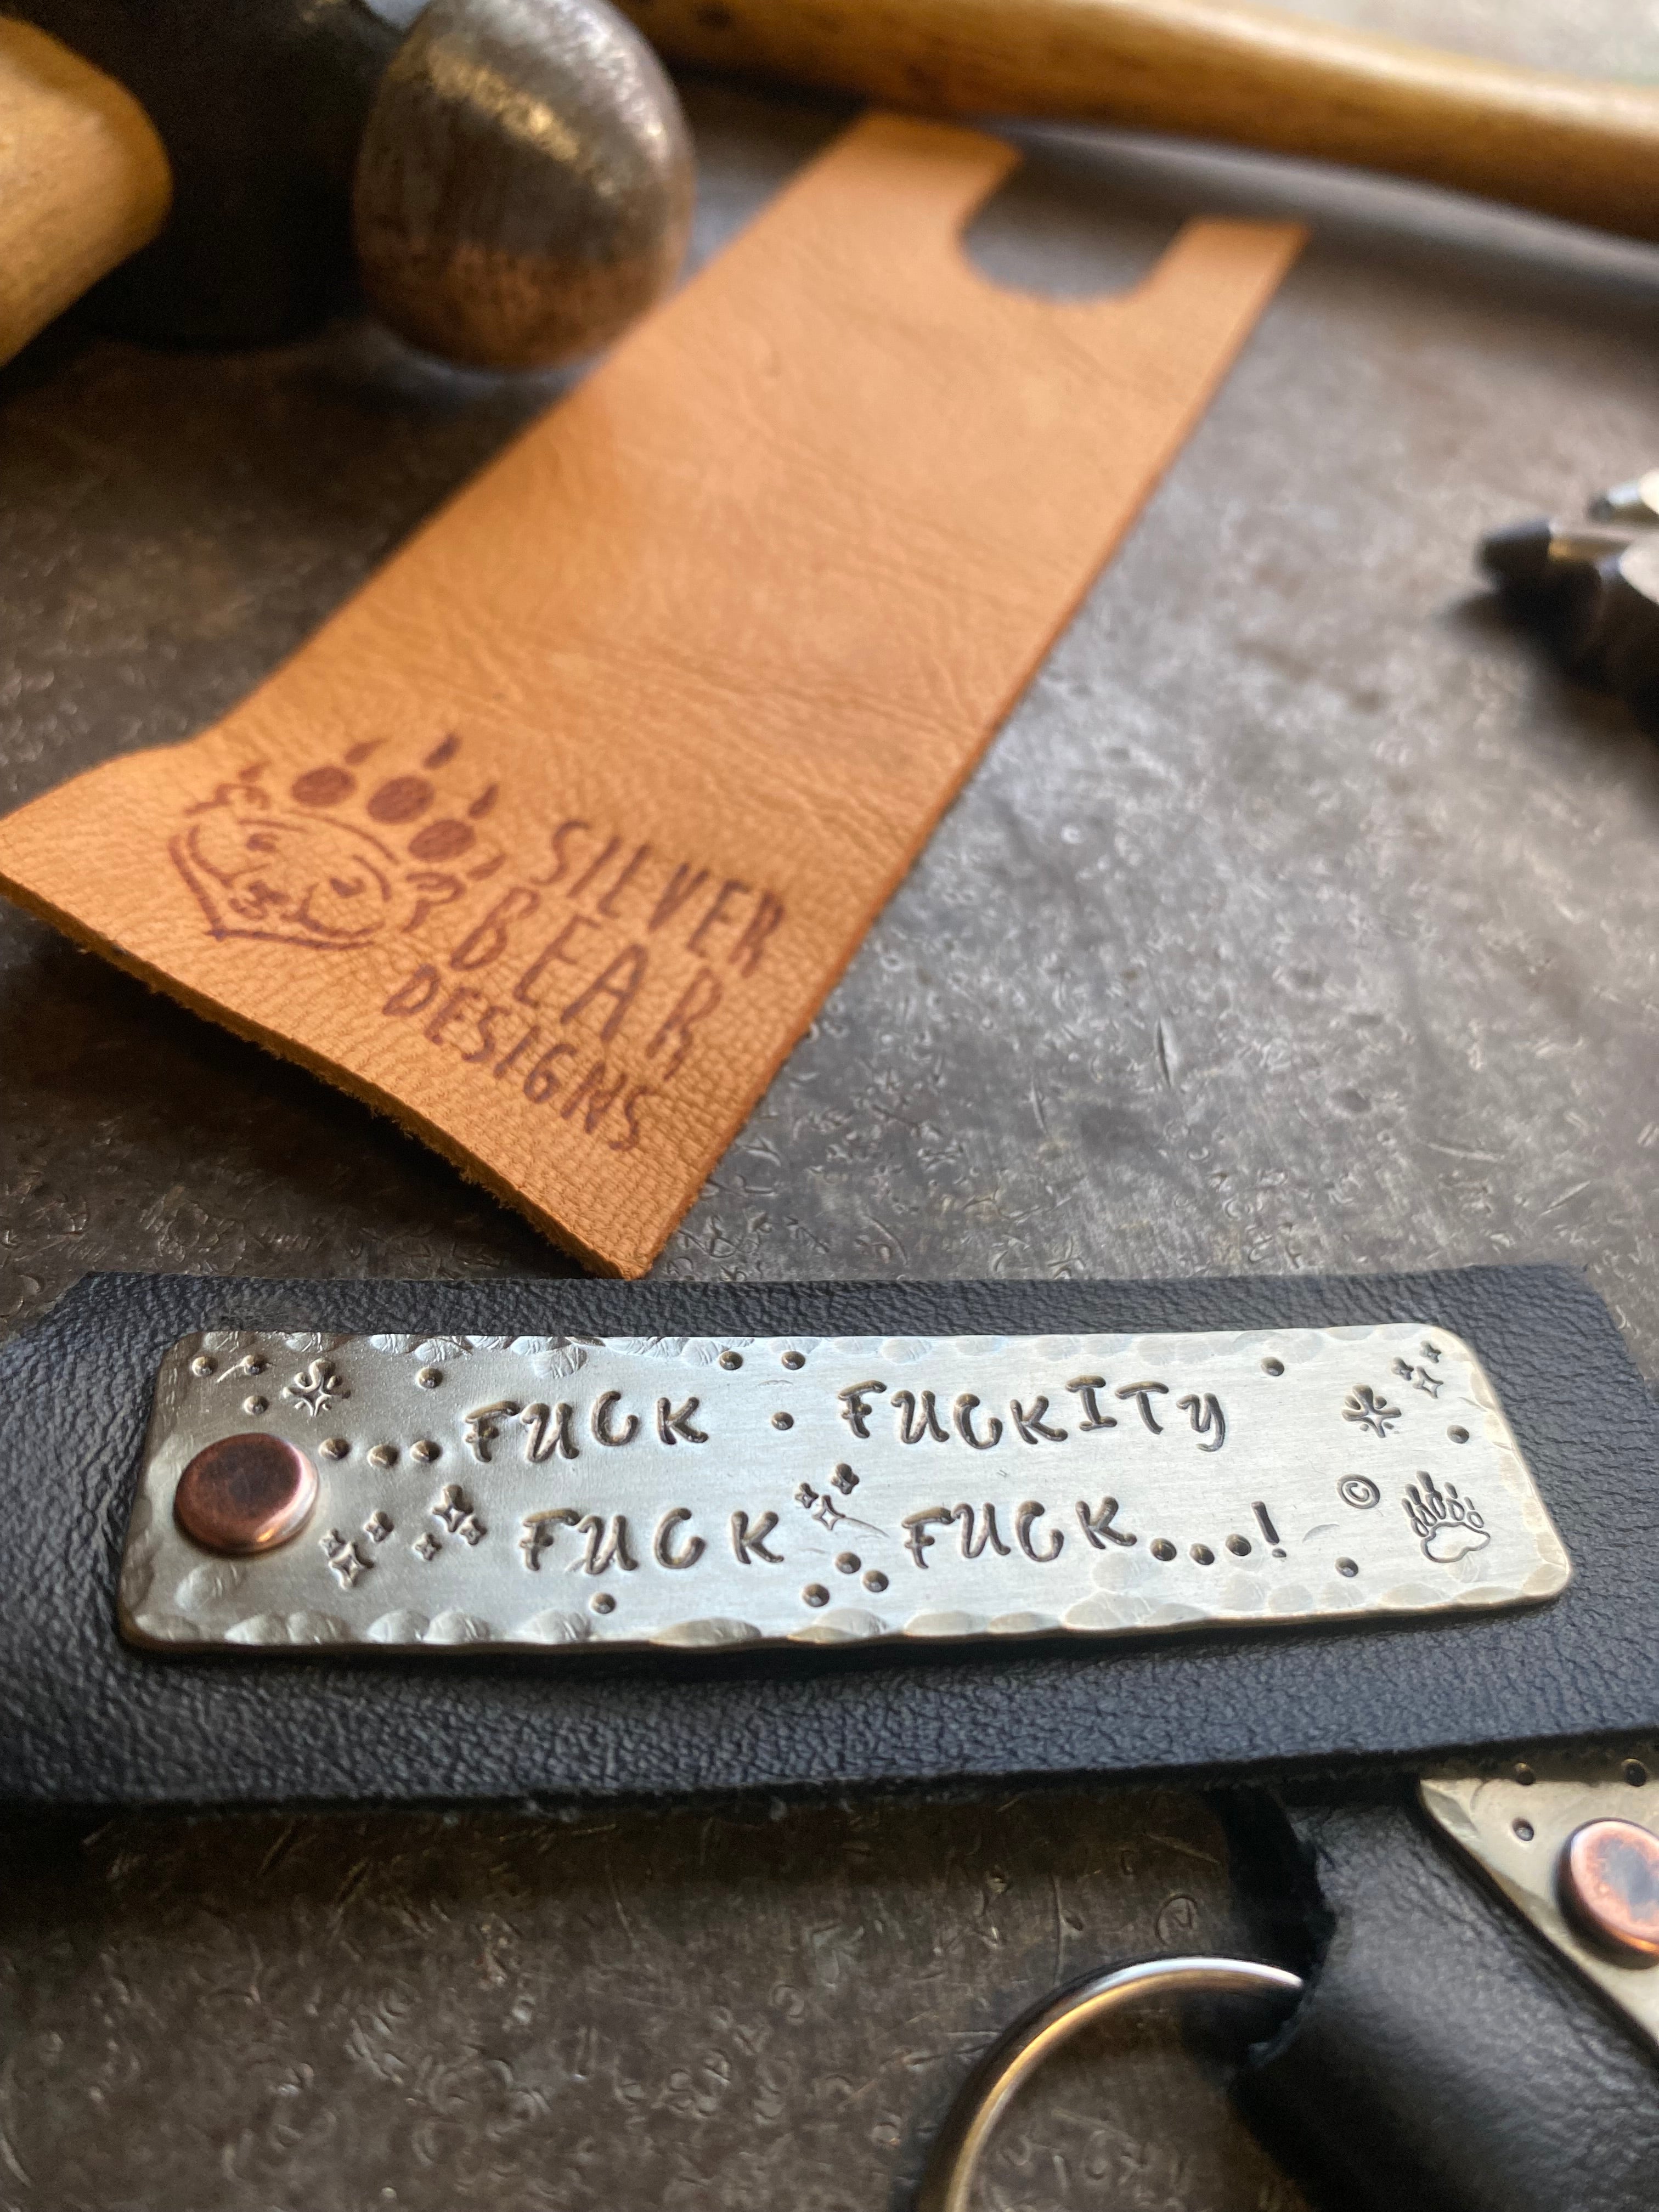 SILVER
BEAR
DESIGNS
...FUCK • FUCKITY
FUCK FUCK...!
©